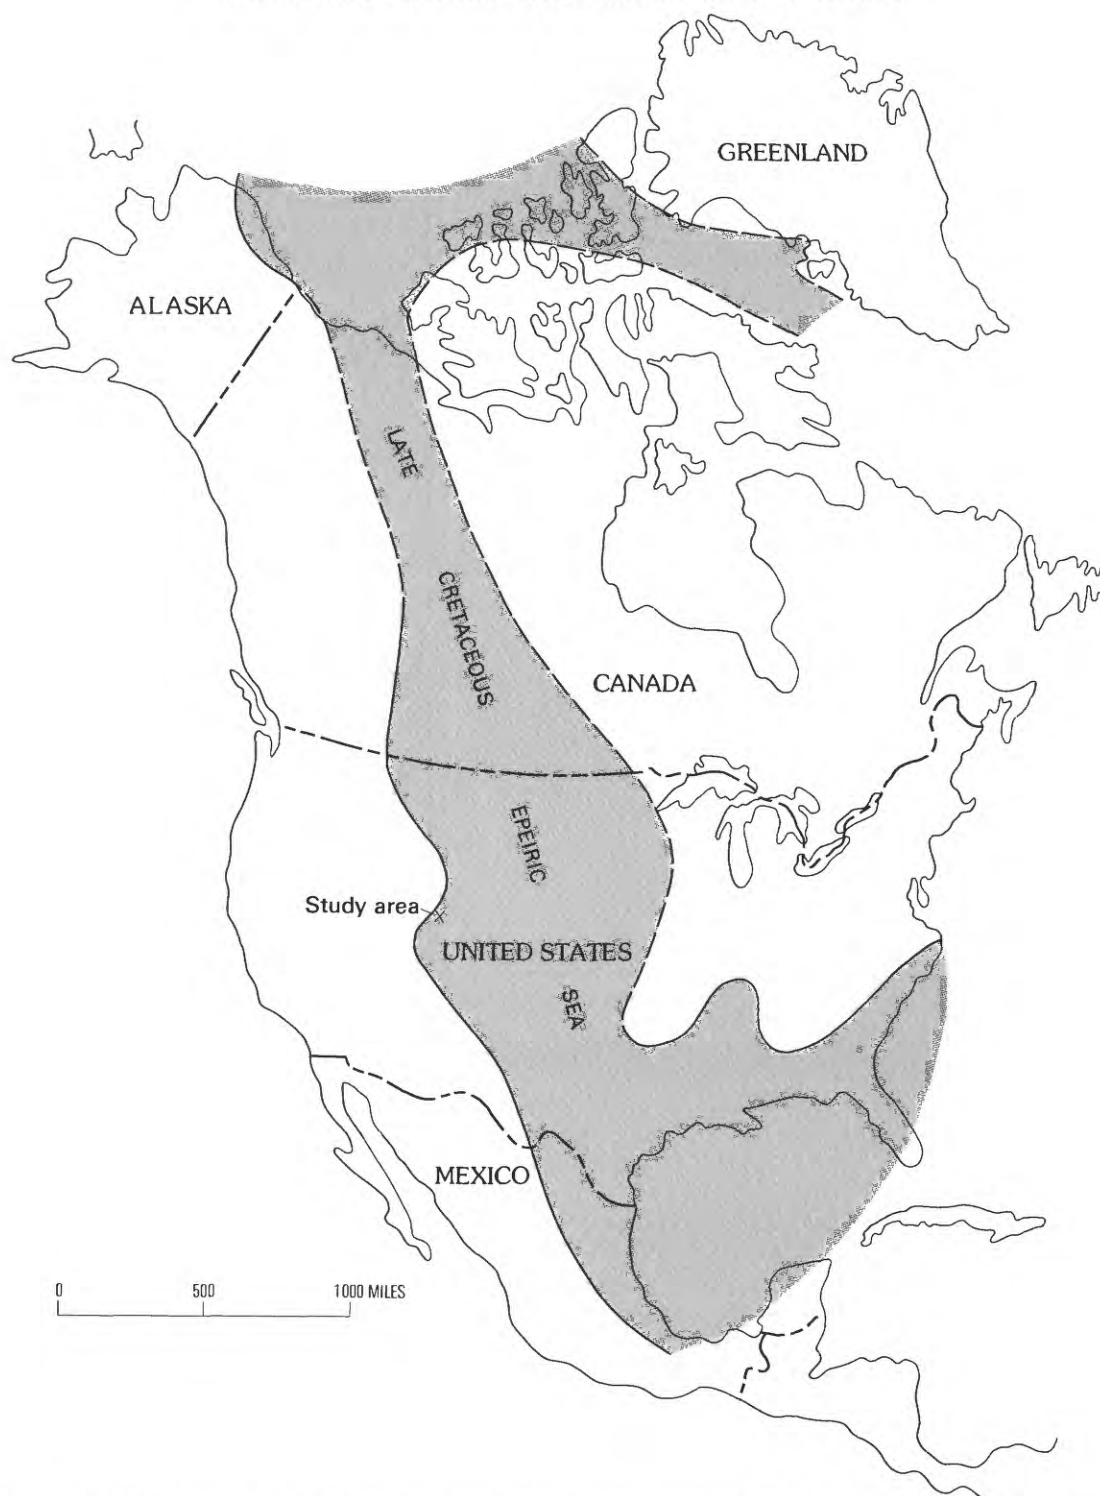 GREENLAND
ALASKA
LATE
CRETACEOUS
CANADA
EPEIRIC
Study area
UNITED STATES
SEA
MEXICO
0 500 1000 MILES